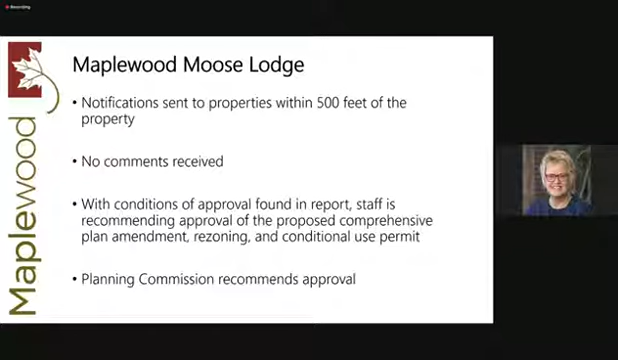 Recording
Maplewood
Maplewood Moose Lodge
• Notifications sent to properties within 500 feet of the
property
• No comments received
• With conditions of approval found in report, staff is
recommending approval of the proposed comprehensive
plan amendment, rezoning, and conditional use permit
• Planning Commission recommends approval